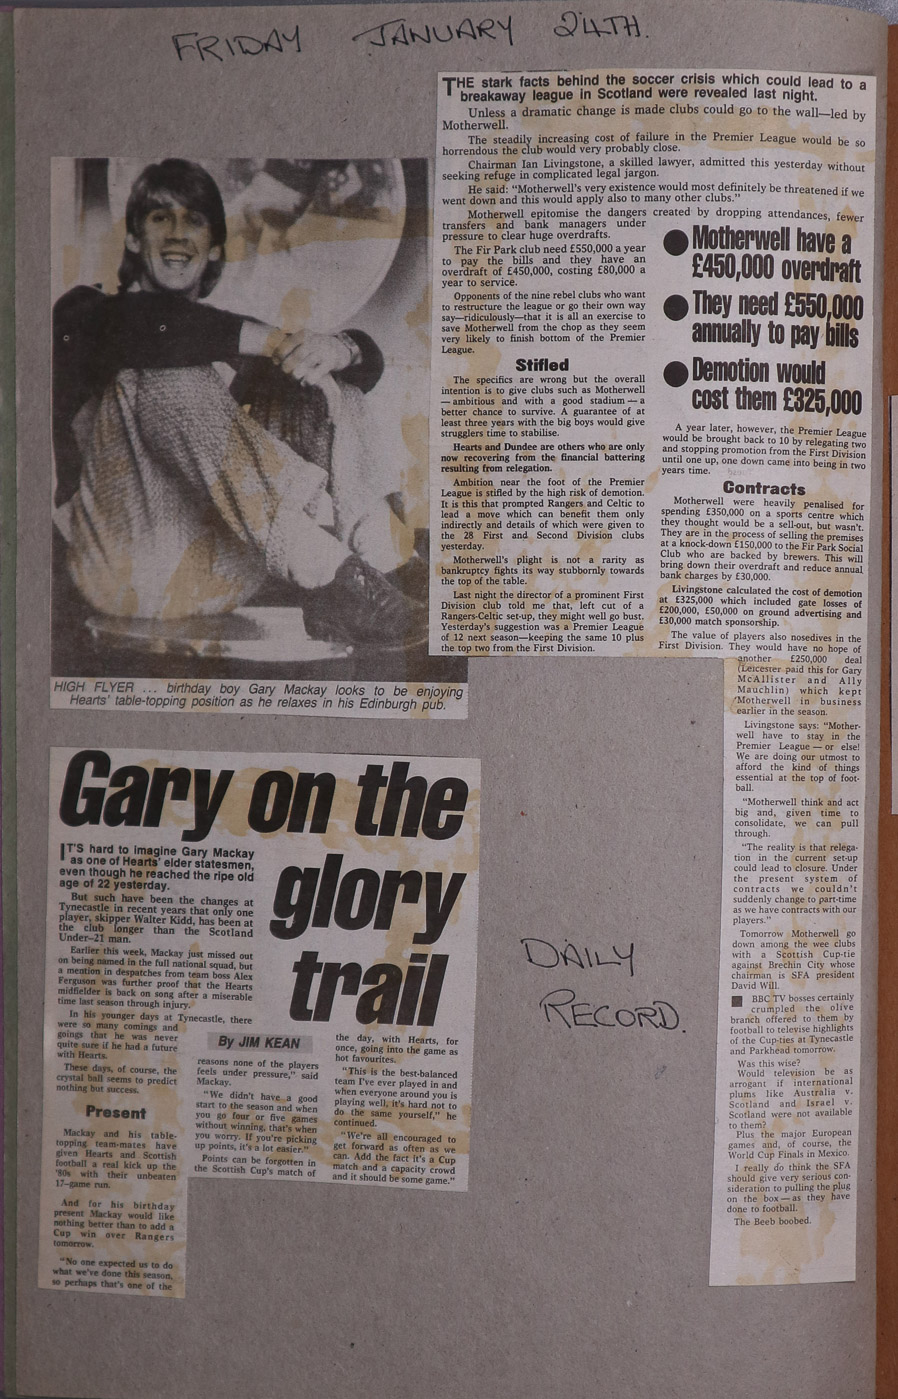 FRIDAY JANUARY 24TH.
THE stark facts behind the soccer crisis which could lead to a
breakaway league in Scotland were revealed last night.
Unless a dramatic change is made clubs could go to the wall—led by
Motherwell.
The steadily increasing cost of failure in the Premier League would be so
horrendous the club would very probably close.
Chairman Ian Livingstone, a skilled lawyer, admitted this yesterday without
seeking refuge in complicated legal jargon.
He said: "Motherwell's very existence would most definitely be threatened if we
went down and this would apply also to many other clubs."
Motherwell epitomise the dangers created by dropping attendances, fewer
transfers and bank managers under
pressure to clear huge overdrafts.
The Fir Park club need £550,000 a year
to pay the bills and they have an
overdraft of £450,000, costing £80,000 a
year to service.
Opponents of the nine rebel clubs who want
to restructure the league or go their own way
say—ridiculously—that it is all an exercise to
save Motherwell from the chop as they seem
very likely to finish bottom of the Premier
League.
Stifled
The specifics are wrong but the overall
intention is to give clubs such as Motherwell
—ambitious and with a good stadium—a
better chance to survive. A guarantee of at
least three years with the big boys would give
strugglers time to stabilise.
Hearts and Dundee are others who are only
now recovering from the financial battering
resulting from relegation.
Ambition near the foot of the Premier
League is stifled by the high risk of demotion.
It is this that prompted Rangers and Celtic to
lead a move which can benefit them only
indirectly and details of which were given to
the 28 First and Second Division clubs
yesterday.
Motherwell's plight is not a rarity as
bankruptcy fights its way stubbornly towards
the top of the table.
Last night the director of a prominent First
Division club told me that, left cut of a
Rangers-Celtic set-up, they might well go bust.
Yesterday's suggestion was a Premier League
of 12 next season—keeping the same 10 plus
the top two from the First Division.
● Motherwell have a
£450,000 overdraft
● They need £550,000
annually to pay bills
● Demotion would
cost them £325,000
A year later, however, the Premier League
would be brought back to 10 by relegating two
and stopping promotion from the First Division
until one up, one down came into being in two
years time.
Contracts
Motherwell were heavily penalised for
spending £350,000 on a sports centre which
they thought would be a sell-out, but wasn't.
They are in the process of selling the premises
at a knock-down £150,000 to the Fir Park Social
Club who are backed by brewers. This will
bring down their overdraft and reduce annual
bank charges by £30,000.
Livingstone calculated the cost of demotion
at £325,000 which included gate losses of
£200,000, £50,000 on ground advertising and
£30,000 match sponsorship.
The value of players also nosedives in the
First Division. They would have no hope of
another £250,000 deal
(Leicester paid this for Gary
McAllister and Ally
Mauchlin) which kept
Motherwell in business
earlier in the season.
Livingstone says: "Mother-
well have to stay in the
Premier League — or else!
We are doing our utmost to
afford the kind of things
essential at the top of foot-
ball.
"Motherwell think and act
big and, given time to
consolidate, we can pull
through.
"The reality is that relega-
tion in the current set-up
could lead to closure. Under
the present system of
contracts we couldn't
suddenly change to part-time
as we have contracts with our
players."
Tomorrow Motherwell go
down among the wee clubs
with a Scottish Cup-tie
against Brechin City whose
chairman is SFA president
David Will.
■ BBC TV bosses certainly
crumpled the olive
branch offered to them by
football to televise highlights
of the Cup-ties at Tynecastle
and Parkhead tomorrow.
Was this wise?
Would television be as
arrogant if international
plums like Australia v.
Scotland and Israel v.
Scotland were not available
to them?
Plus the major European
games and, of course, the
World Cup Finals in Mexico.
I really do think the SFA
should give very serious con-
sideration to pulling the plug
on the box—as they have
done to football.
The Beeb boobed.
HIGH FLYER ... birthday boy Gary Mackay looks to be enjoying
Hearts' table-topping position as he relaxes in his Edinburgh pub.
Gary on the
glory
trail
IT'S hard to imagine Gary Mackay
as one of Hearts' elder statesmen,
even though he reached the ripe old
age of 22 yesterday.
But such have been the changes at
Tynecastle in recent years that only one
player, skipper Walter Kidd, has been at
the club longer than the Scotland
Under-21 man.
Earlier this week, Mackay just missed out
on being named in the full national squad, but
a mention in despatches from team boss Alex
Ferguson was further proof that the Hearts
midfielder is back on song after a miserable
time last season through injury.
In his younger days at Tynecastle, there
were so many comings and
goings that he was never
quite sure if he had a future
with Hearts.
These days, of course, the
crystal ball seems to predict
nothing but success.
Present
Mackay and his table-
topping team-mates have
given Hearts and Scottish
football a real kick up the
'80s with their unbeaten
17-game run.
And for his birthday
present Mackay would like
nothing better than to add a
Cup win over Rangers
tomorrow.
"No one expected us to do
what we've done this season,
so perhaps that's one of the
By JIM KEAN
reasons none of the players
feels under pressure," said
Mackay.
"We didn't have a good
start to the season and when
you go four or five games
without winning, that's when
you worry. If you're picking
up points, it's a lot easier."
Points can be forgotten in
the Scottish Cup's match of
the day, with Hearts, for
once, going into the game as
hot favourites.
"This is the best-balanced
team I've ever played in and
when everyone around you is
playing well, it's hard not to
do the same yourself," he
continued.
"We're all encouraged to
get forward as often as we
can. Add the fact it's a Cup
match and a capacity crowd
and it should be some game."
DAILY
RECORD.